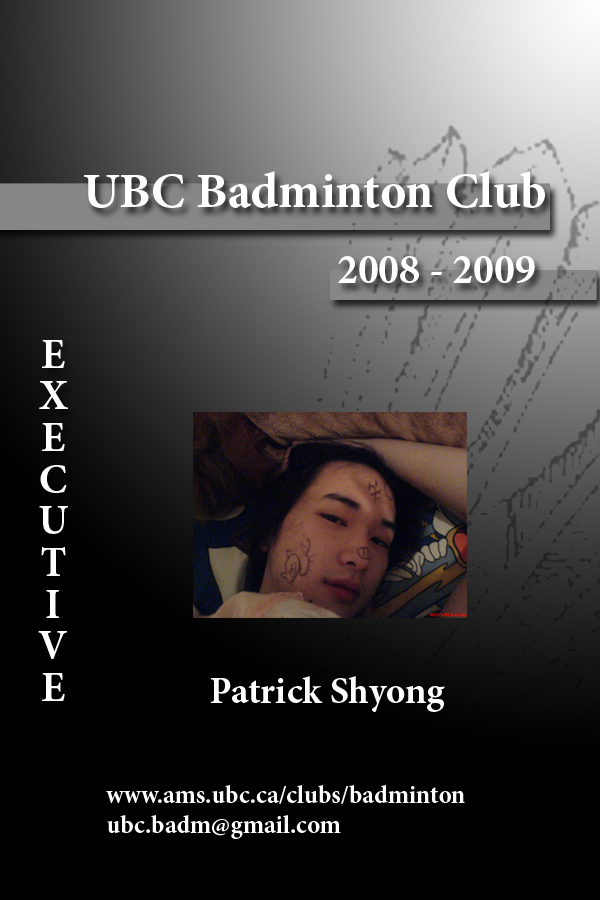 UBC Badminton Club
2008 - 2009
EXECUTIVE
Patrick Shyong
www.ams.ubc.ca/clubs/badminton
ubc.badm@gmail.com